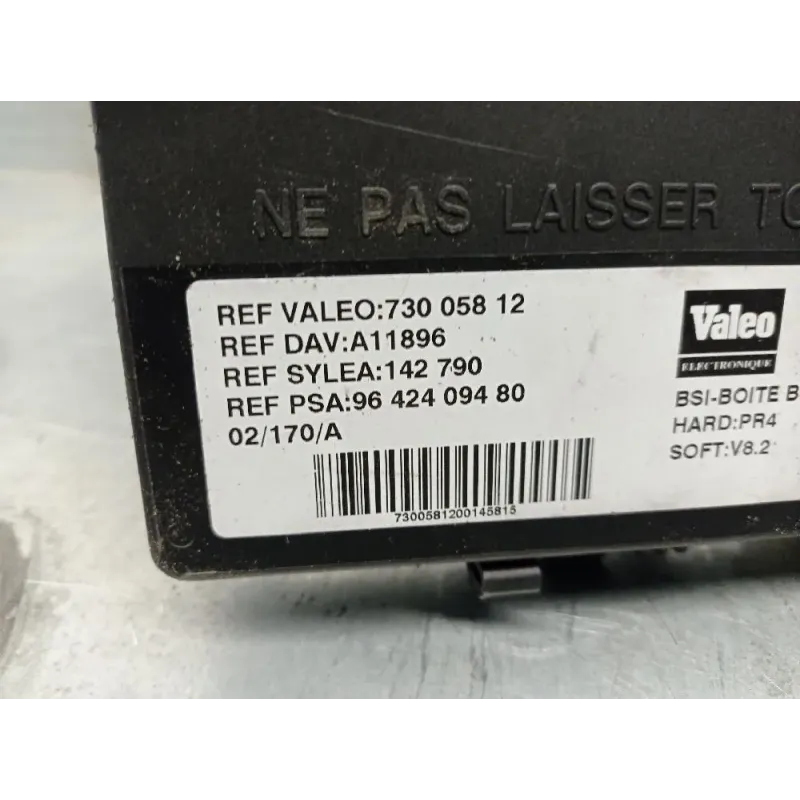 NE PAS LAISSER TO
REF VALEO:730 058 12
REF DAV:A11896
REF SYLEA:142 790
REF PSA:96 424 094 80
02/170/A
7300581200145815
Valeo
ELECTRONIQUE
BSI-BOITE B
HARD:PR4
SOFT:V8.2